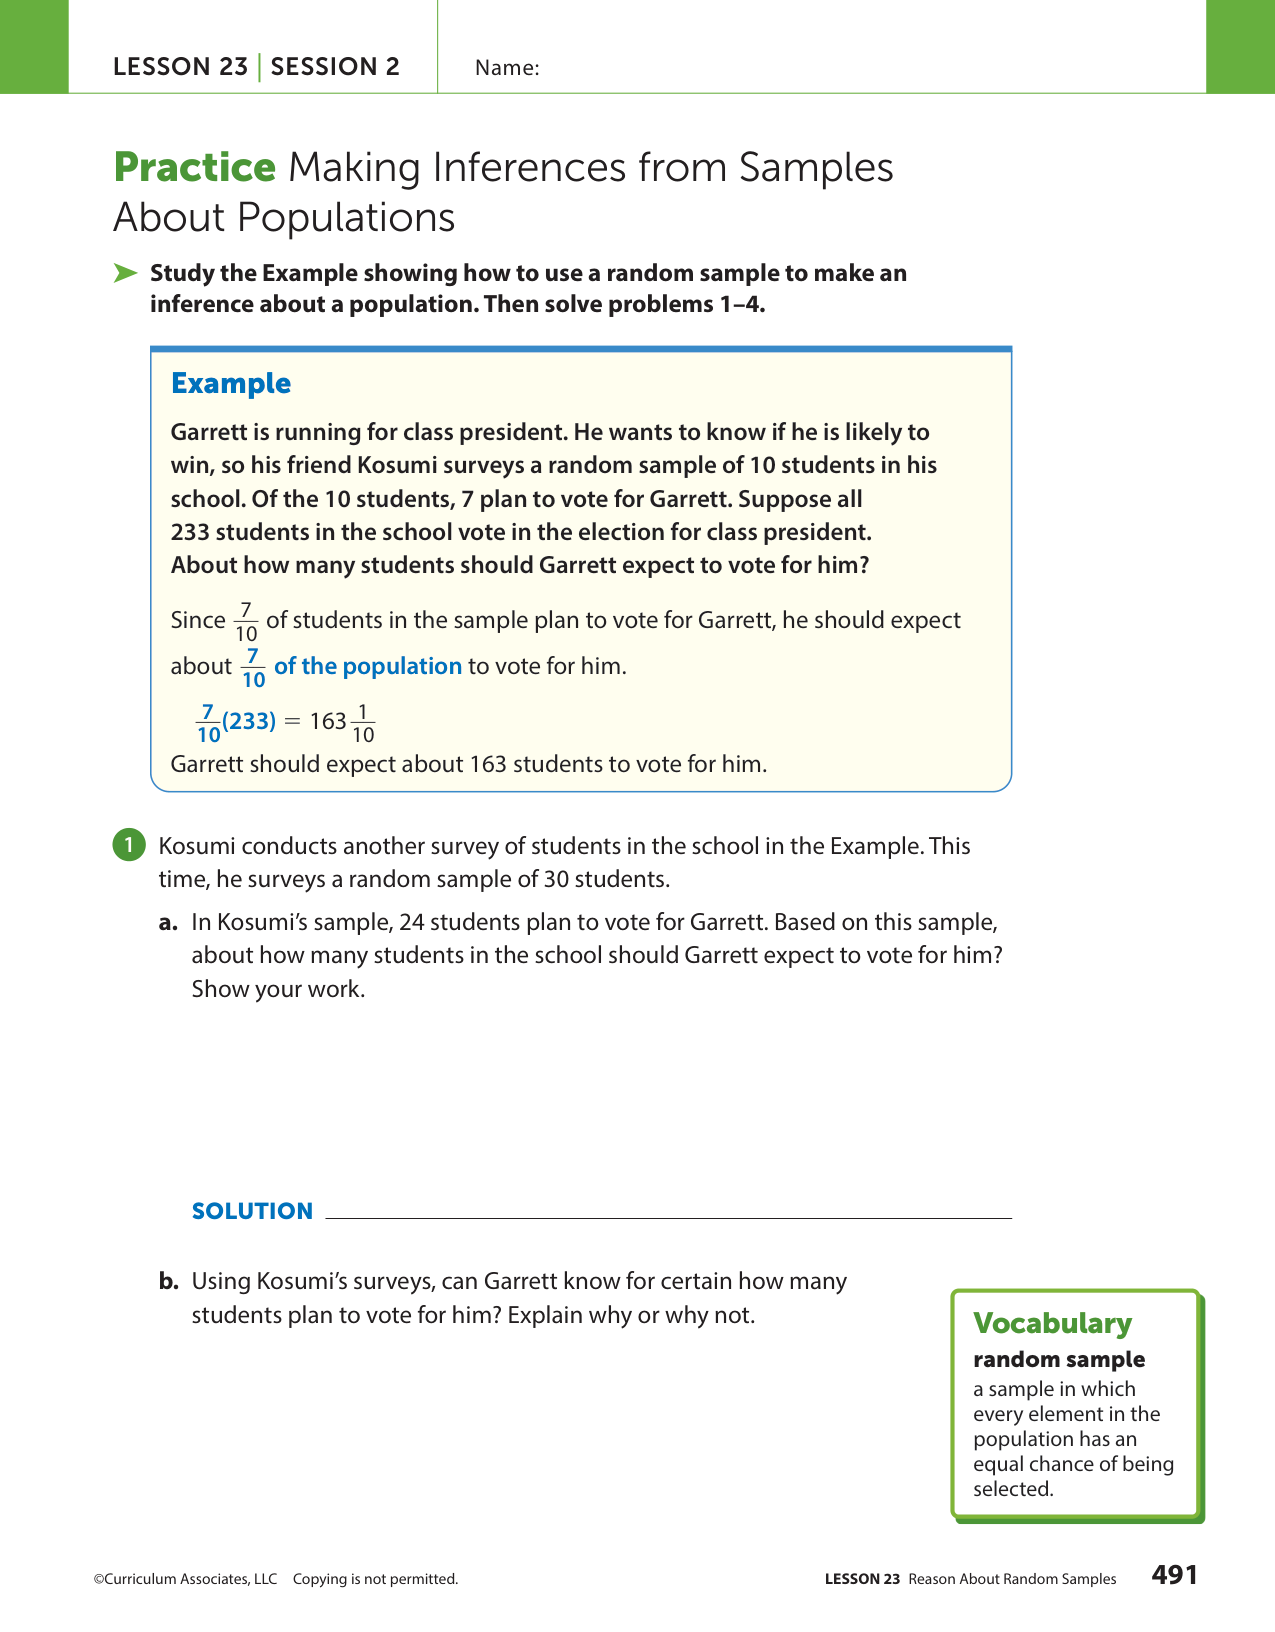 LESSON 23 | SESSION 2
Name:
Practice Making Inferences from Samples
About Populations
➤ Study the Example showing how to use a random sample to make an
inference about a population. Then solve problems 1–4.
Example
Garrett is running for class president. He wants to know if he is likely to
win, so his friend Kosumi surveys a random sample of 10 students in his
school. Of the 10 students, 7 plan to vote for Garrett. Suppose all
233 students in the school vote in the election for class president.
About how many students should Garrett expect to vote for him?
Since 7/10 of students in the sample plan to vote for Garrett, he should expect
about 7/10 of the population to vote for him.
7/10(233) = 163 1/10
Garrett should expect about 163 students to vote for him.
1 Kosumi conducts another survey of students in the school in the Example. This
time, he surveys a random sample of 30 students.
a. In Kosumi’s sample, 24 students plan to vote for Garrett. Based on this sample,
about how many students in the school should Garrett expect to vote for him?
Show your work.
SOLUTION
b. Using Kosumi’s surveys, can Garrett know for certain how many
students plan to vote for him? Explain why or why not.
Vocabulary
random sample
a sample in which
every element in the
population has an
equal chance of being
selected.
©Curriculum Associates, LLC Copying is not permitted.
LESSON 23 Reason About Random Samples 491